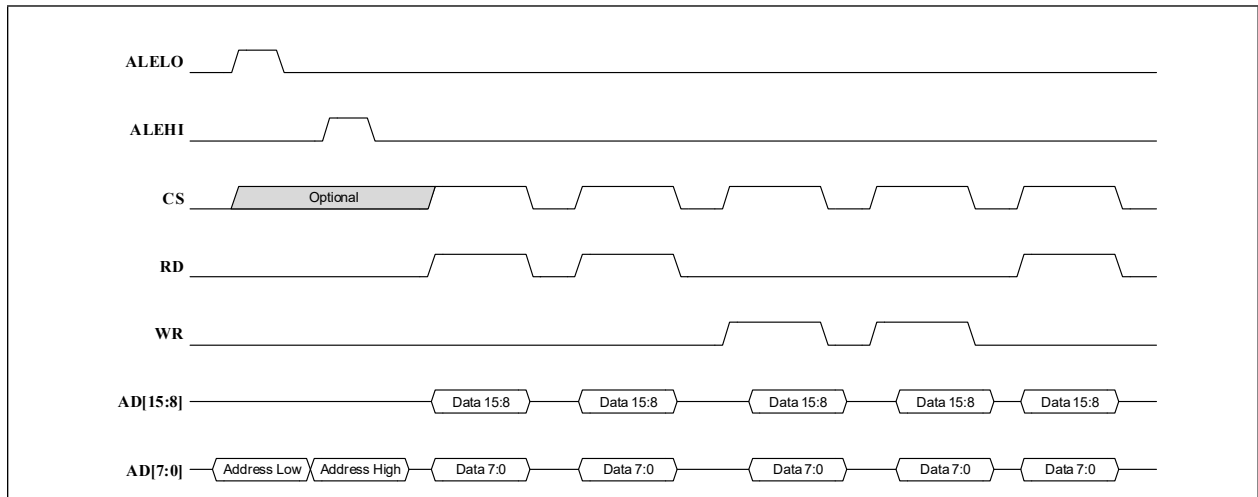 ALELO
ALEHI
CS Optional
RD
WR
AD[15:8] Data 15:8 Data 15:8 Data 15:8 Data 15:8 Data 15:8
AD[7:0] Address Low Address High Data 7:0 Data 7:0 Data 7:0 Data 7:0 Data 7:0